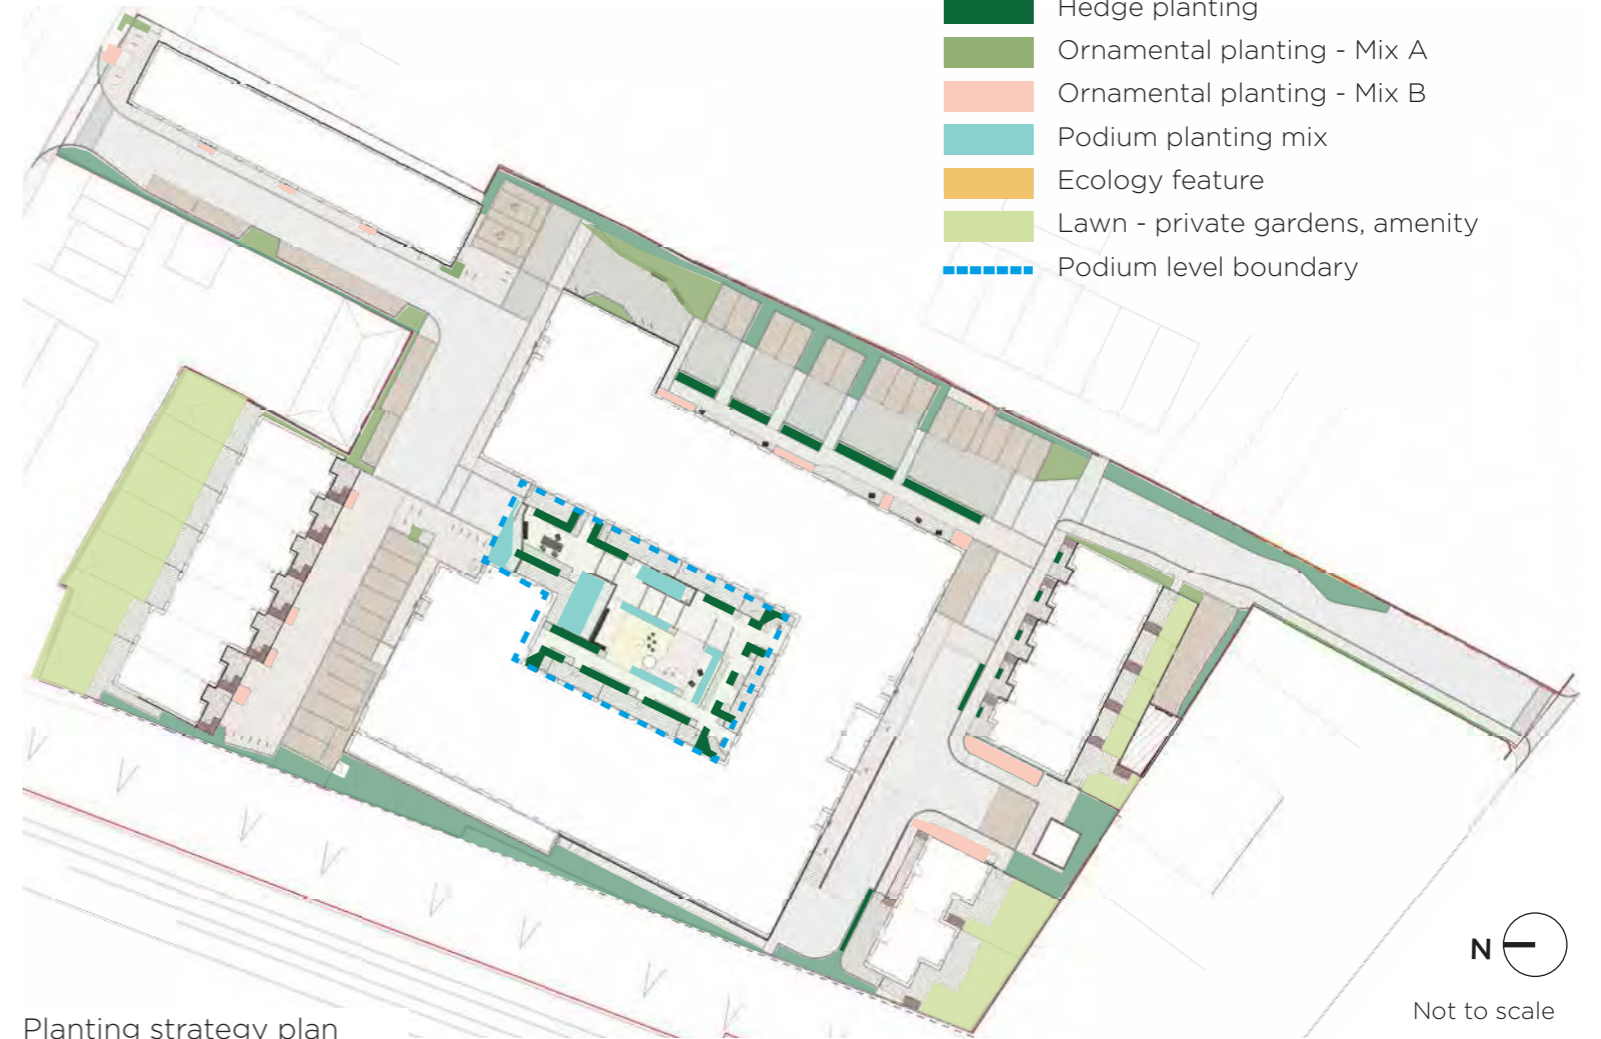 Hedge planting
Ornamental planting - Mix A
Ornamental planting - Mix B
Podium planting mix
Ecology feature
Lawn - private gardens, amenity
Podium level boundary
N
Not to scale
Planting strategy plan